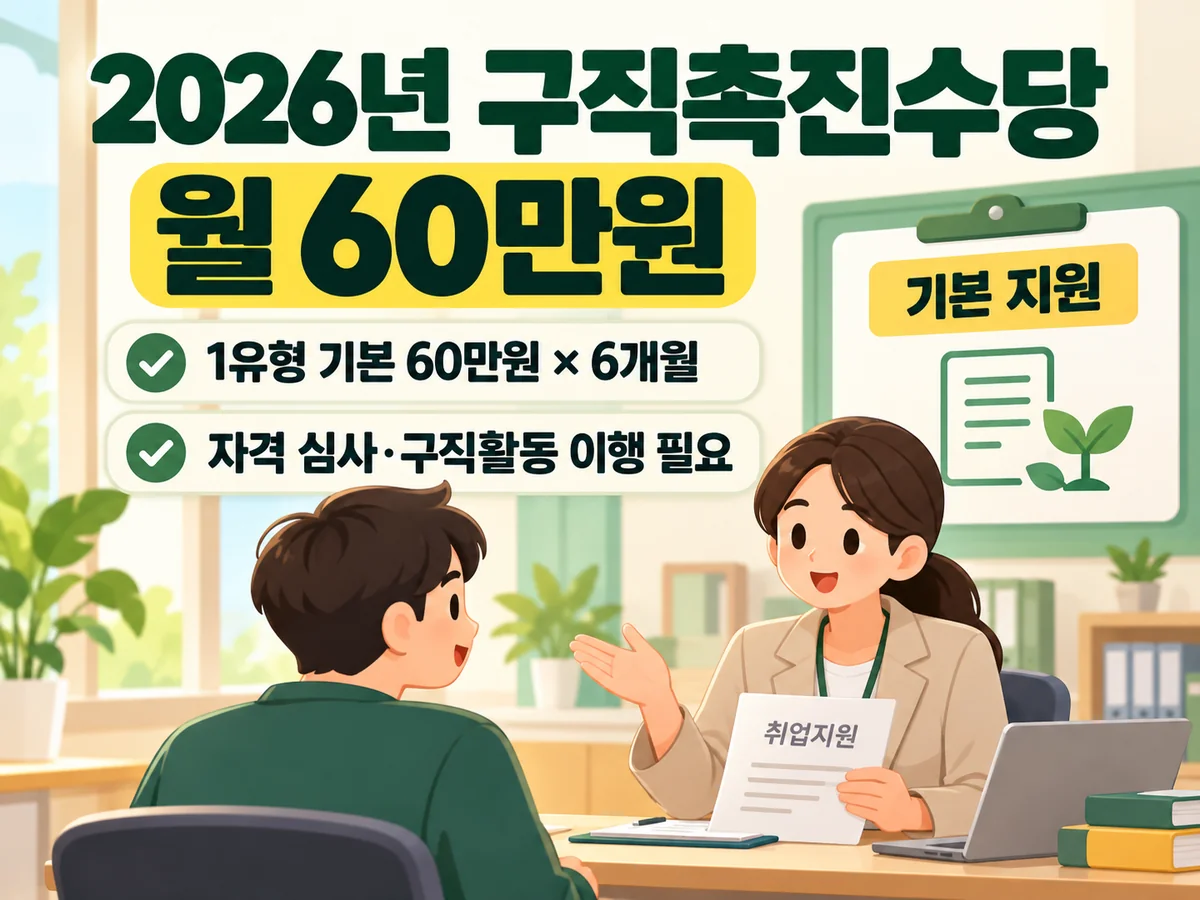 2026년 구직촉진수당
월 60만원
1유형 기본 60만원 × 6개월
자격 심사·구직활동 이행 필요
기본 지원
취업지원